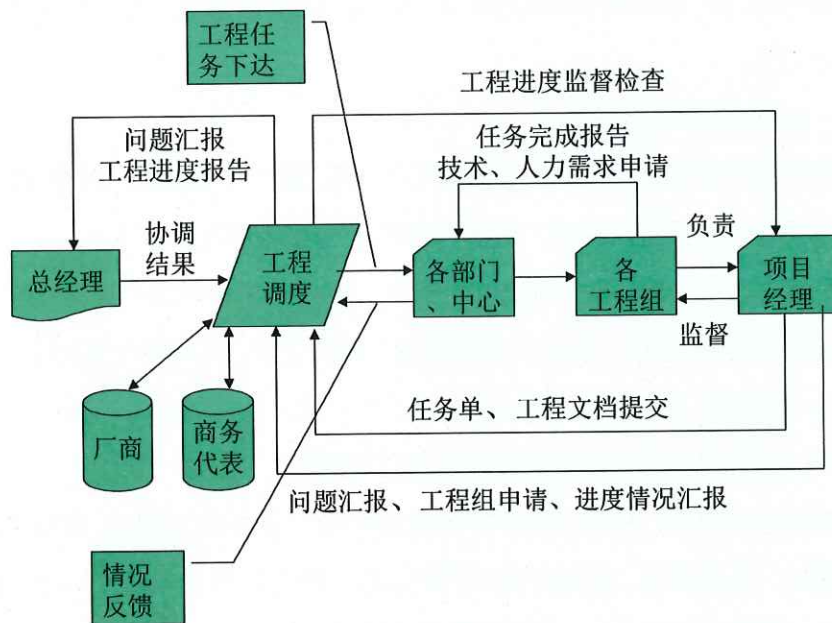 工程任
务下达
工程进度监督检查
问题汇报
工程进度报告
任务完成报告
技术、人力需求申请
协调
结果
负责
总经理
工程
调度
各部门
、中心
各
工程组
项目
经理
监督
厂商
商务
代表
任务单、工程文档提交
问题汇报、工程组申请、进度情况汇报
情况
反馈